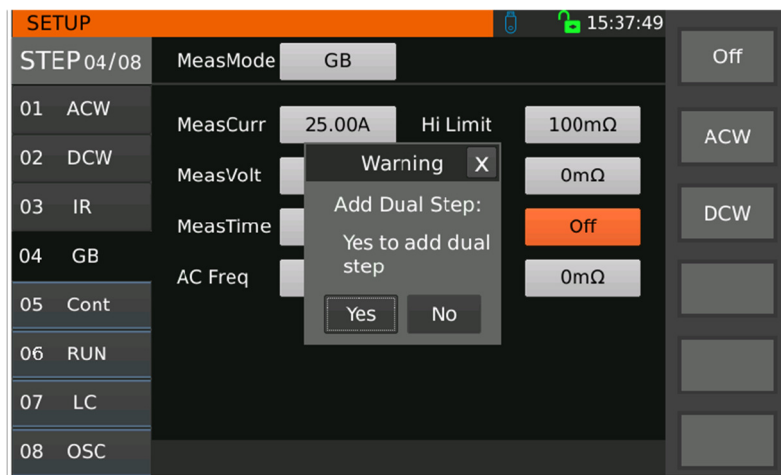 SETUP 15:37:49
STEP 04/08 MeasMode GB Off
01 ACW
MeasCurr 25.00A Hi Limit 100mΩ ACW
02 DCW
Warning X
MeasVolt 0mΩ
03 IR
Add Dual Step:
DCW
MeasTime Off
Yes to add dual
04 GB
step
AC Freq 0mΩ
05 Cont
Yes No
06 RUN
07 LC
08 OSC